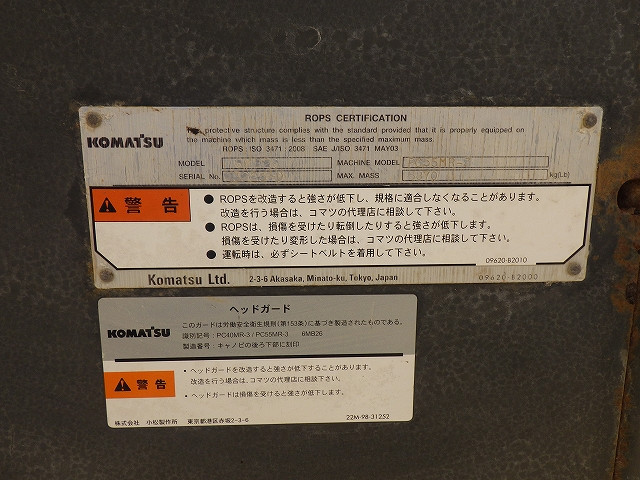 ROPS CERTIFICATION
KOMATSU
This protective structure complies with the standard provided that it is properly equipped on
the machine which mass is less than the specified maximum mass.
ROPS : ISO 3471 : 2008 SAE J/ISO 3471 MAY03
MODEL MACHINE MODEL PC55MR-3
SERIAL No. MAX. MASS kg(Lb)
警告
● ROPSを改造すると強さが低下し、規格に適合しなくなることがあります。
改造を行う場合は、コマツの代理店に相談して下さい。
● ROPSは、損傷を受けたり転倒したりすると強さが低下します。
損傷を受けたり変形した場合は、コマツの代理店に相談して下さい。
● 運転時は、必ずシートベルトを着用して下さい。
09620-B2010
Komatsu Ltd. 2-3-6 Akasaka, Minato-ku, Tokyo, Japan 09620-B2000
ヘッドガード
KOMATSU
このガードは労働安全衛生規則(第153条)に基づき製造されたものである。
識別記号:PC40MR-3/PC55MR-3 6MB26
製造番号:キャノピの後ろ下部に刻印
警告
・ヘッドガードを改造すると強さが低下することがあります。
改造を行う場合は、コマツの代理店に相談して下さい。
・ヘッドガードは損傷を受けると強さが低下します。
株式会社 小松製作所 東京都港区赤坂2-3-6 22M-98-31252